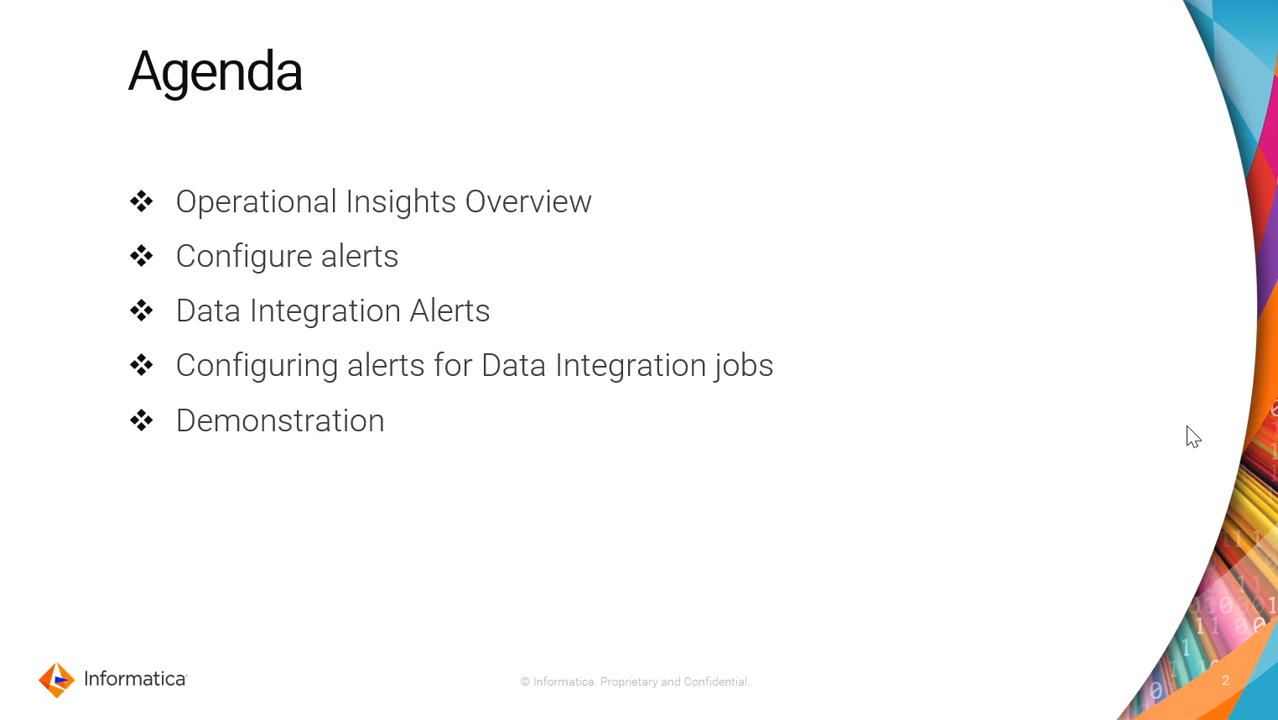 Agenda
❖ Operational Insights Overview
❖ Configure alerts
❖ Data Integration Alerts
❖ Configuring alerts for Data Integration jobs
❖ Demonstration
Informatica
© Informatica. Proprietary and Confidential.
2